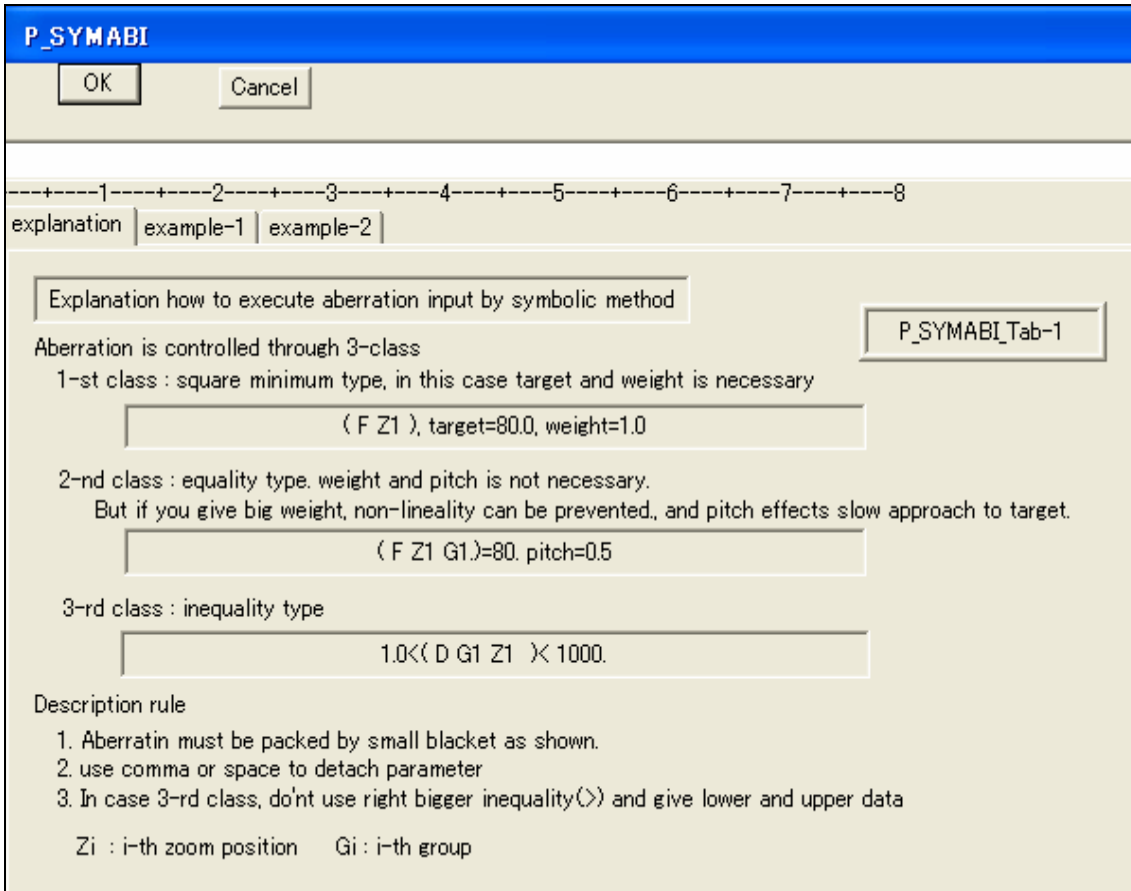 P_SYMABI
OK Cancel
----+----1----+----2----+----3----+----4----+----5----+----6----+----7----+----8
explanation example-1 example-2
Explanation how to execute aberration input by symbolic method
P_SYMABI_Tab-1
Aberration is controlled through 3-class
1-st class : square minimum type, in this case target and weight is necessary
( F Z1 ), target=80.0, weight=1.0
2-nd class : equality type. weight and pitch is not necessary.
But if you give big weight, non-lineality can be prevented., and pitch effects slow approach to target.
( F Z1 G1.)=80. pitch=0.5
3-rd class : inequality type
1.0<( D G1 Z1 )< 1000.
Description rule
1. Aberratin must be packed by small blacket as shown.
2. use comma or space to detach parameter
3. In case 3-rd class, do'nt use right bigger inequality(>) and give lower and upper data
Zi : i-th zoom position Gi : i-th group